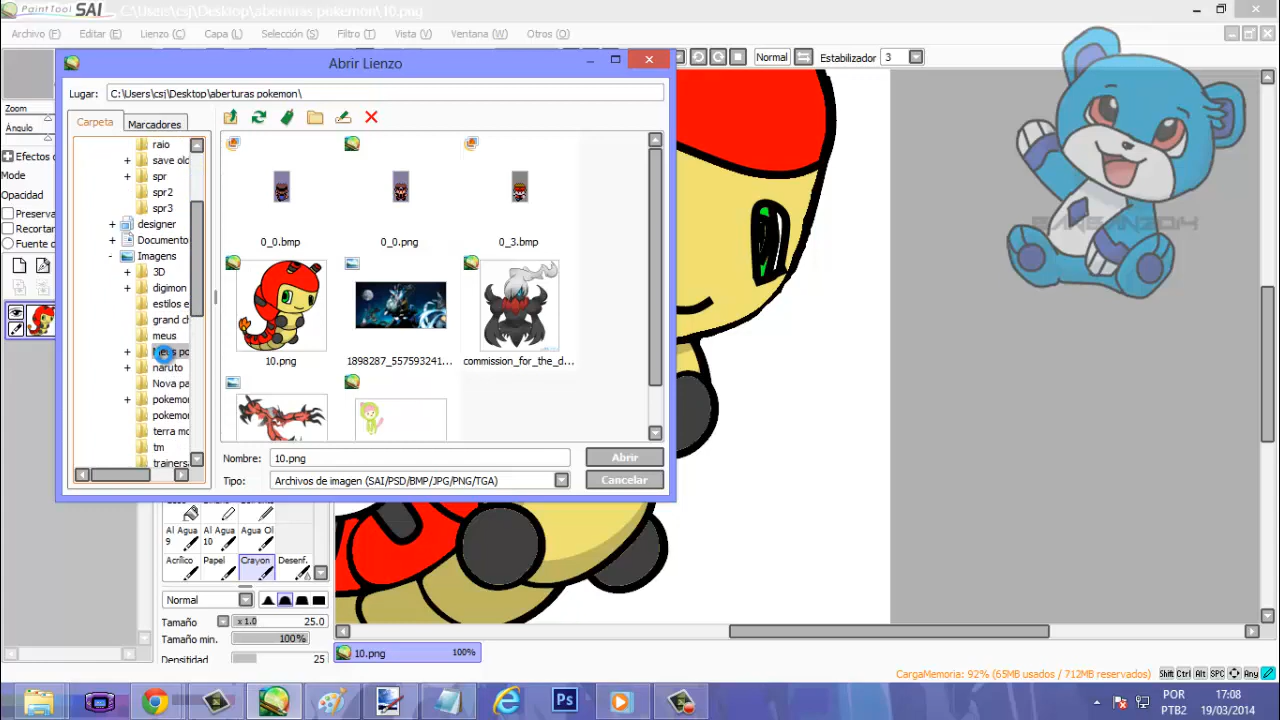 PaintTool SAI C:\Users\csj\Desktop\aberturas pokemon\10.png
Archivo (F) Editar (E) Lienzo (C) Capa (L) Selección (S) Filtro (T) Vista (V) Ventana (W) Otros (O)
Abrir Lienzo
Normal Estabilizador 3
Lugar: C:\Users\csj\Desktop\aberturas pokemon\
Zoom
Ángulo
Carpeta Marcadores
raio
save old
spr
spr2
spr3
designer
Documento
Imagens
3D
digimon
estilos e
grand ch
meus
naruto
Nova pa
pokemon
pokemon
terra mo
tm
trainers
0_0.bmp 0_0.png 0_3.bmp
10.png 1898287_557593241... commission_for_the_d...
Efectos
Modo
Opacidad
Preserva
Recortar
Fuente de
Nombre: 10.png Abrir
Tipo: Archivos de imagen (SAI/PSD/BMP/JPG/PNG/TGA) Cancelar
Al Agua 9 Al Agua 10 Agua Ol
Acrílico Papel Crayon Desenf.
Normal
Tamaño x 1.0 25.0
Tamaño min. 100%
Densidad 25
10.png 100%
CargaMemoria: 92% (65MB usados / 712MB reservados) Shift Ctrl Alt SPC Any
Ps
POR 17:08
PTB2 19/03/2014